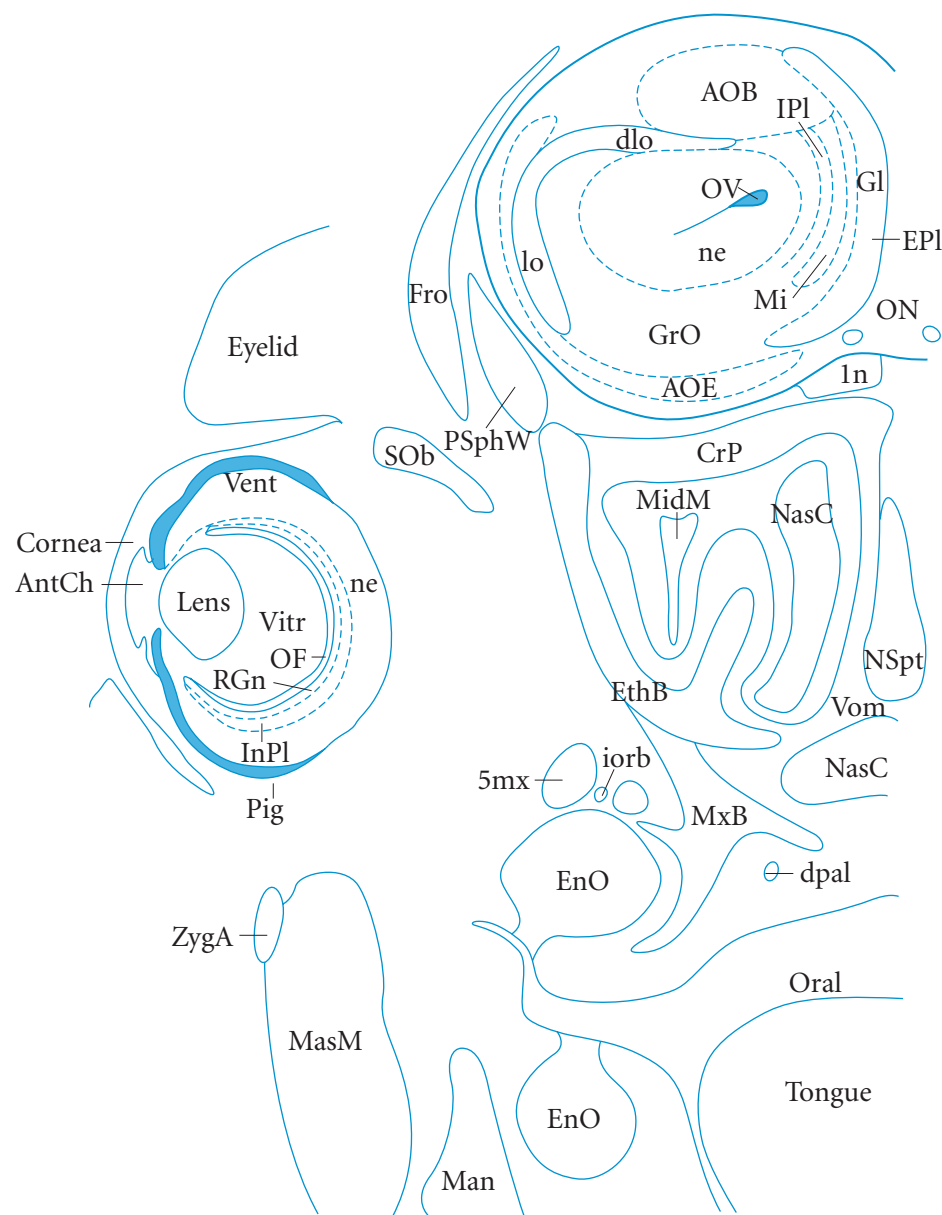 AOB
IPl
dlo
OV
Gl
EPl
ne
lo
Mi
Fro
ON
GrO
Eyelid
AOE
1n
PSphW
CrP
SOb
Vent
MidM
NasC
Cornea
AntCh
ne
Lens
Vitr
OF
RGn
NSpt
EthB
Vom
InPl
iorb
5mx
NasC
Pig
MxB
EnO
dpal
ZygA
Oral
MasM
Tongue
EnO
Man